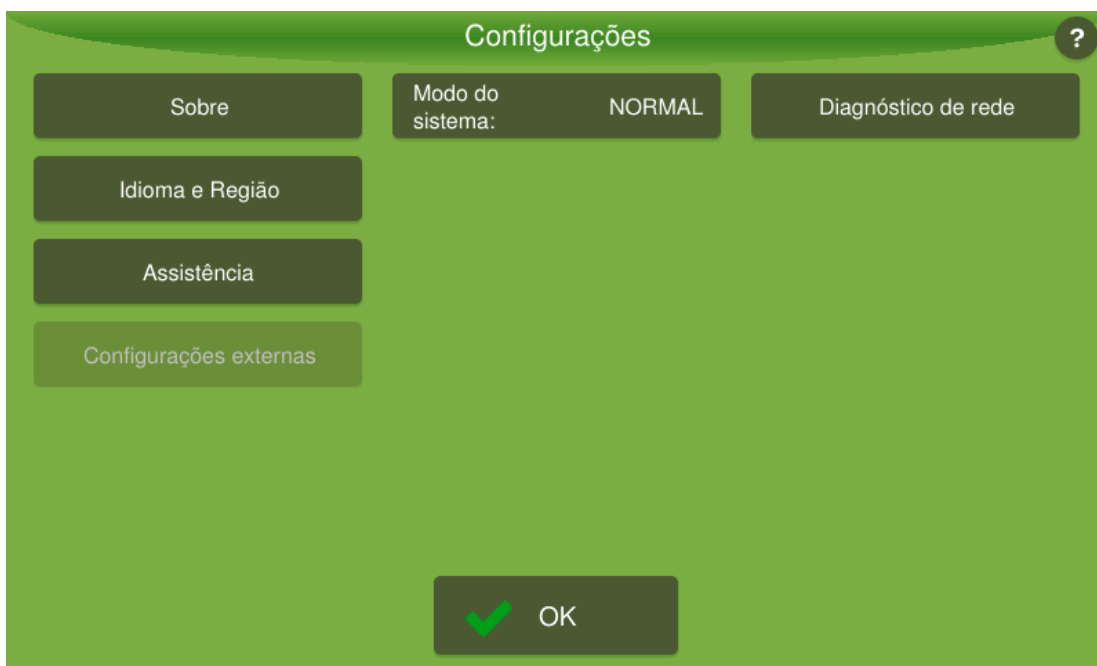 Configurações
?
Sobre
Modo do
sistema:
NORMAL
Diagnóstico de rede
Idioma e Região
Assistência
Configurações externas
OK